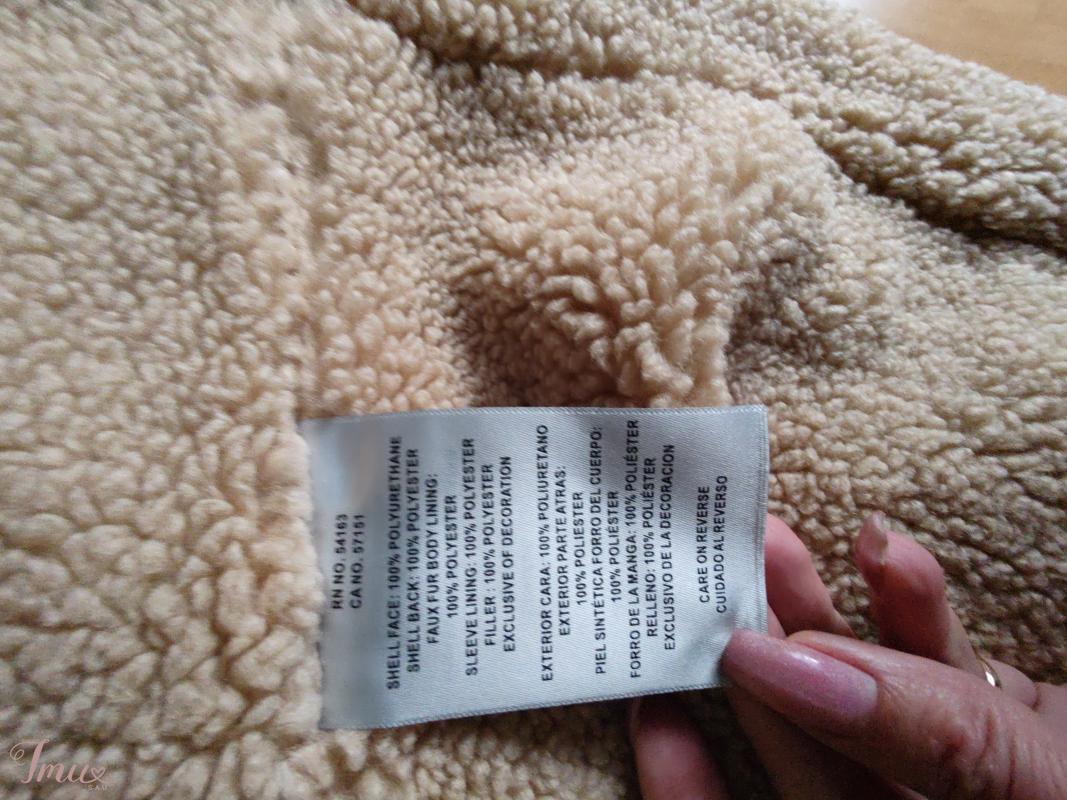 RN NO. 54163
CA NO. 57151
SHELL FACE: 100% POLYURETHANE
SHELL BACK: 100% POLYESTER
FAUX FUR BODY LINING:
100% POLYESTER
SLEEVE LINING: 100% POLYESTER
FILLER : 100% POLYESTER
EXCLUSIVE OF DECORATION
EXTERIOR CARA: 100% POLIURETANO
EXTERIOR PARTE ATRAS:
100% POLIESTER
PIEL SINTÉTICA FORRO DEL CUERPO:
100% POLIÉSTER
FORRO DE LA MANGA: 100% POLIÉSTER
RELLENO: 100% POLIÉSTER
EXCLUSIVO DE LA DECORACION
CARE ON REVERSE
CUIDADO AL REVERSO
Imu
SAU